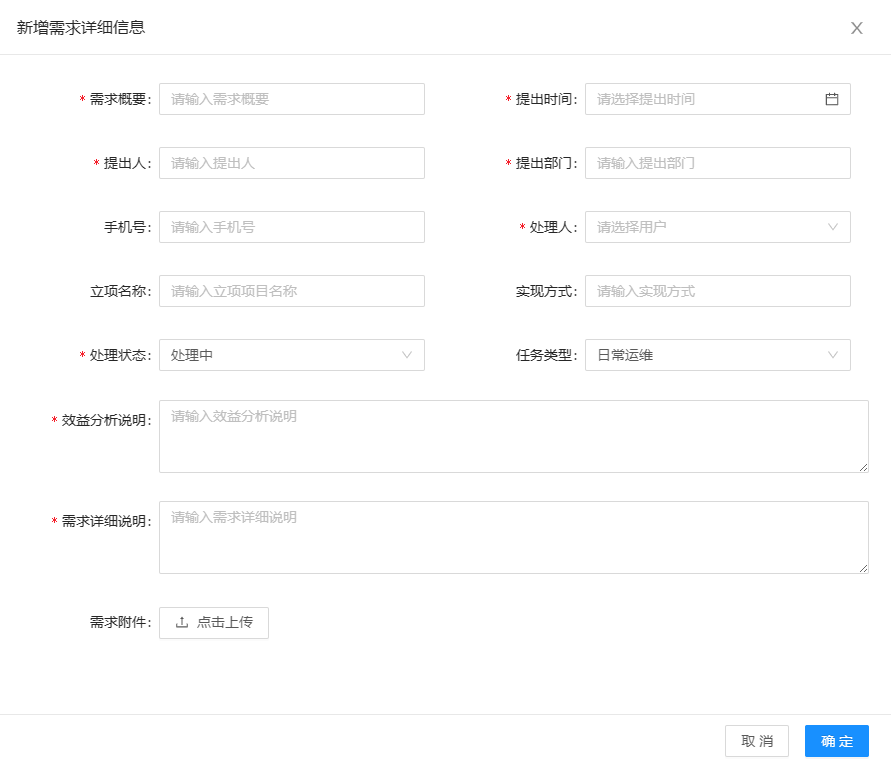 新增需求详细信息
* 需求概要: 请输入需求概要 * 提出时间: 请选择提出时间
* 提出人: 请输入提出人 * 提出部门: 请输入提出部门
手机号: 请输入手机号 * 处理人: 请选择用户
立项名称: 请输入立项项目名称 实现方式: 请输入实现方式
* 处理状态: 处理中 任务类型: 日常运维
* 效益分析说明: 请输入效益分析说明
* 需求详细说明: 请输入需求详细说明
需求附件: 点击上传
取 消 确 定